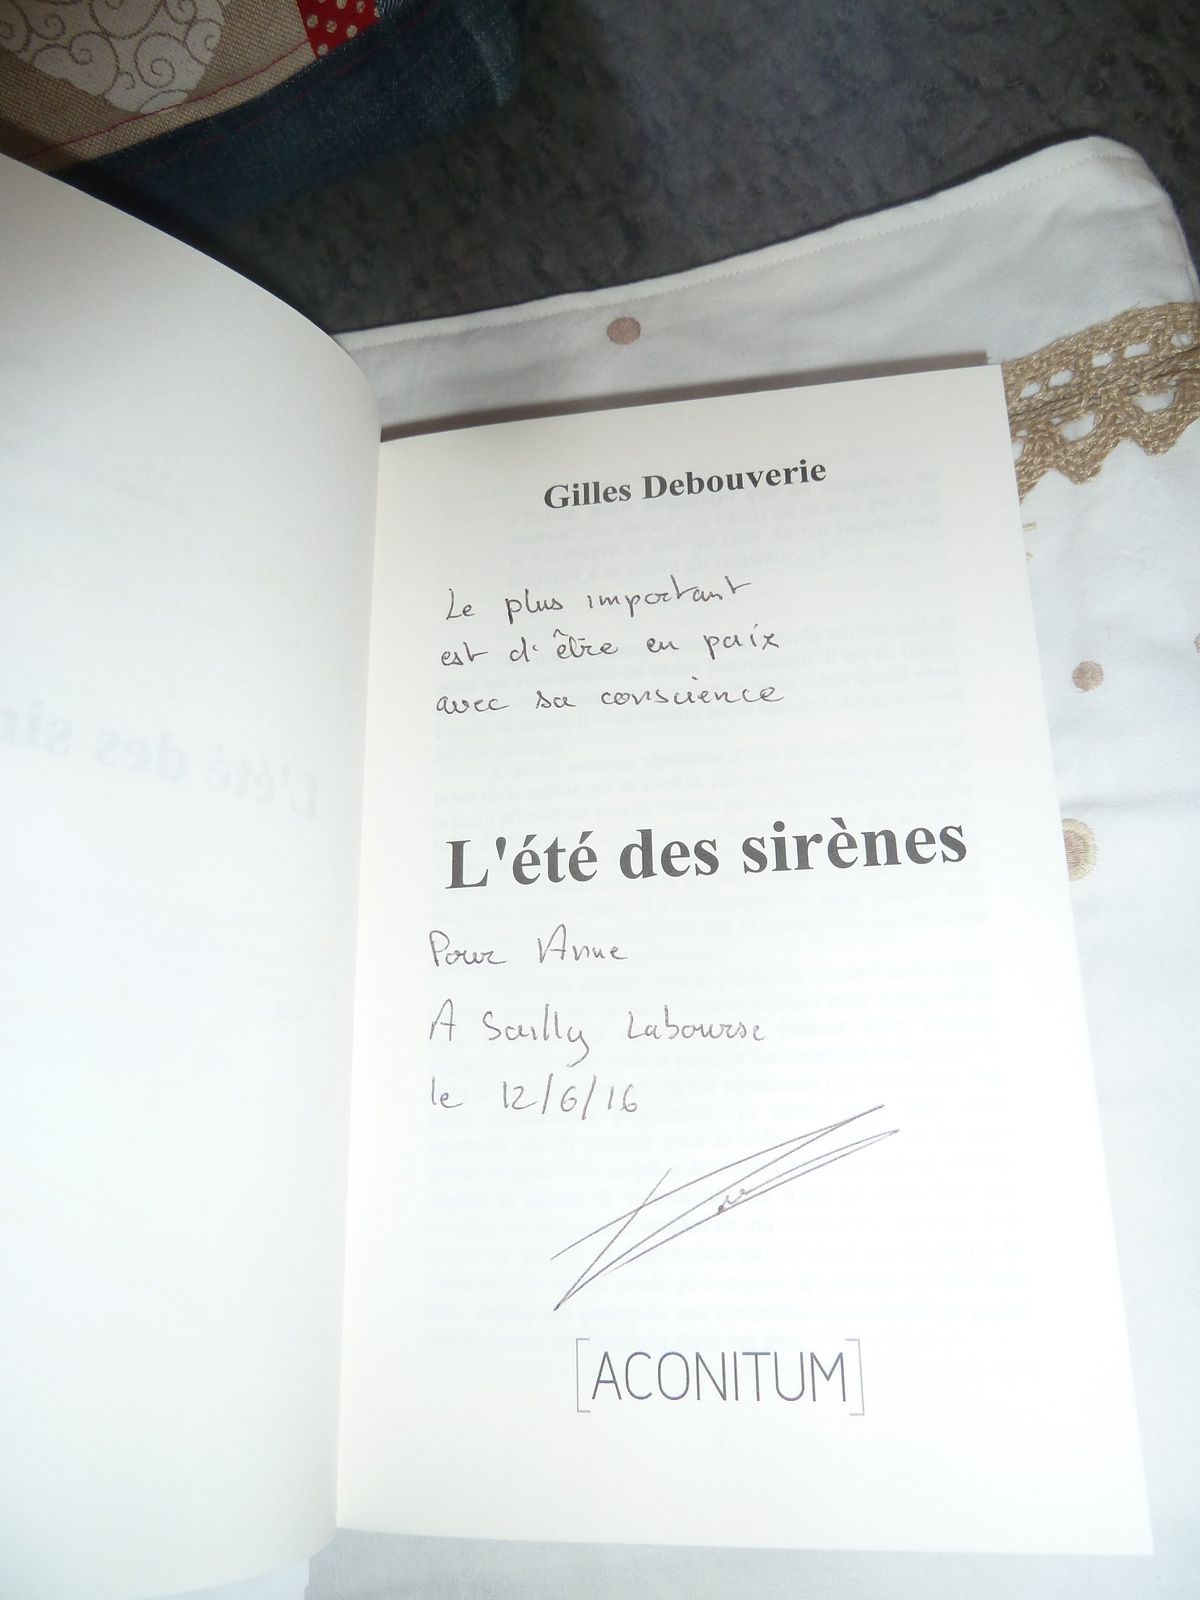 Gilles Debouverie
Le plus important
est d'être en paix
avec sa conscience
L'été des sirènes
Pour Anne
A Sailly Labourse
le 12/6/16
[ACONITUM]